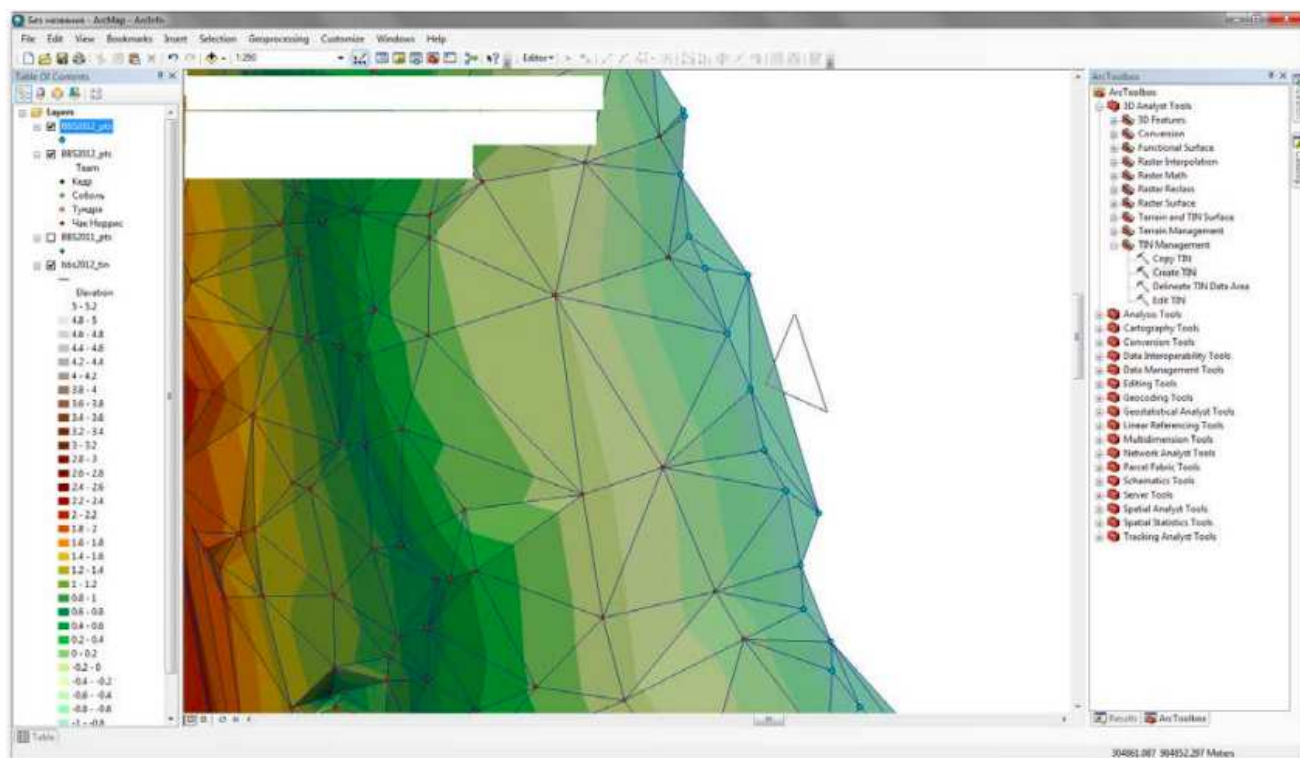 Без названия - ArcMap - ArcInfo
File Edit View Bookmarks Insert Selection Geoprocessing Customize Windows Help
1:250
Editor
Table Of Contents
Layers
BBS2012_pts
BBS2012_pts
Team
Кедр
Соболь
Тундра
Чак Норрис
BBS2011_pts
bbs2012_tin
Elevation
5 - 5.2
4.8 - 5
4.6 - 4.8
4.4 - 4.6
4.2 - 4.4
4 - 4.2
3.8 - 4
3.6 - 3.8
3.4 - 3.6
3.2 - 3.4
3 - 3.2
2.8 - 3
2.6 - 2.8
2.4 - 2.6
2.2 - 2.4
2 - 2.2
1.8 - 2
1.6 - 1.8
1.4 - 1.6
1.2 - 1.4
1 - 1.2
0.8 - 1
0.6 - 0.8
0.4 - 0.6
0.2 - 0.4
0 - 0.2
-0.2 - 0
-0.4 - -0.2
-0.6 - -0.4
-0.8 - -0.6
-1 - -0.8
Table
ArcToolbox
ArcToolbox
3D Analyst Tools
3D Features
Conversion
Functional Surface
Raster Interpolation
Raster Math
Raster Reclass
Raster Surface
Terrain and TIN Surface
Terrain Management
TIN Management
Copy TIN
Create TIN
Delineate TIN Data Area
Edit TIN
Analysis Tools
Cartography Tools
Conversion Tools
Data Interoperability Tools
Data Management Tools
Editing Tools
Geocoding Tools
Geostatistical Analyst Tools
Linear Referencing Tools
Multidimension Tools
Network Analyst Tools
Parcel Fabric Tools
Schematics Tools
Server Tools
Spatial Analyst Tools
Spatial Statistics Tools
Tracking Analyst Tools
Results ArcToolbox
Meters